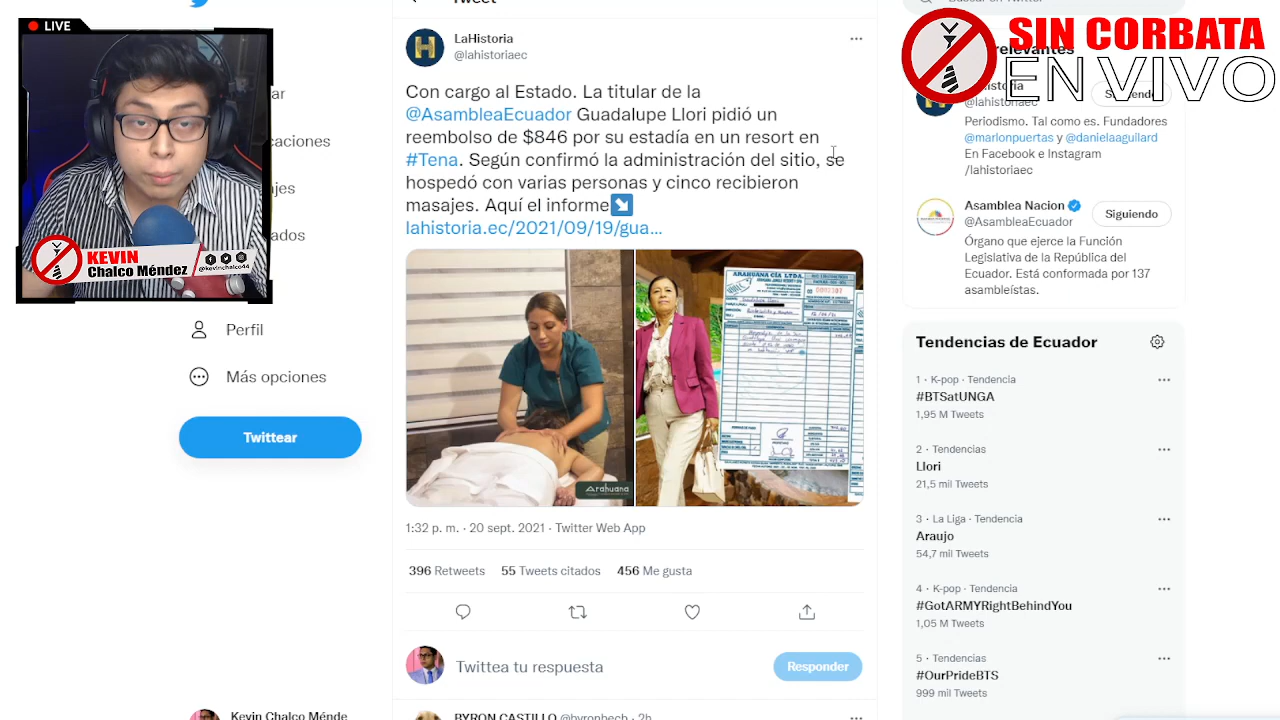 LIVE
KEVIN
Chalco Méndez
@kevinchalco44
Perfil
Más opciones
Twittear
Kevin Chalco Ménde
Tweet
LaHistoria
@lahistoriaec
Con cargo al Estado. La titular de la
@AsambleaEcuador Guadalupe Llori pidió un
reembolso de $846 por su estadía en un resort en
#Tena. Según confirmó la administración del sitio, se
hospedó con varias personas y cinco recibieron
masajes. Aquí el informe
lahistoria.ec/2021/09/19/gua...
Arahuana
ARAHUANA CÍA LTDA.
1:32 p. m. · 20 sept. 2021 · Twitter Web App
396 Retweets 55 Tweets citados 456 Me gusta
Twittea tu respuesta
Responder
BYRON CASTILLO @byronbech · 2h
SIN CORBATA
EN VIVO
relevantes
@lahistoriaec
Periodismo. Tal como es. Fundadores
@marlonpuertas y @danielaguilard
En Facebook e Instagram
/lahistoriaec
Asamblea Nacion
@AsambleaEcuador
Siguiendo
Órgano que ejerce la Función
Legislativa de la República del
Ecuador. Está conformada por 137
asambleístas.
Tendencias de Ecuador
1 · K-pop · Tendencia
#BTSatUNGA
1,95 M Tweets
2 · Tendencias
Llori
21,5 mil Tweets
3 · La Liga · Tendencia
Araujo
54,7 mil Tweets
4 · K-pop · Tendencia
#GotARMYRightBehindYou
1,05 M Tweets
5 · Tendencias
#OurPrideBTS
999 mil Tweets